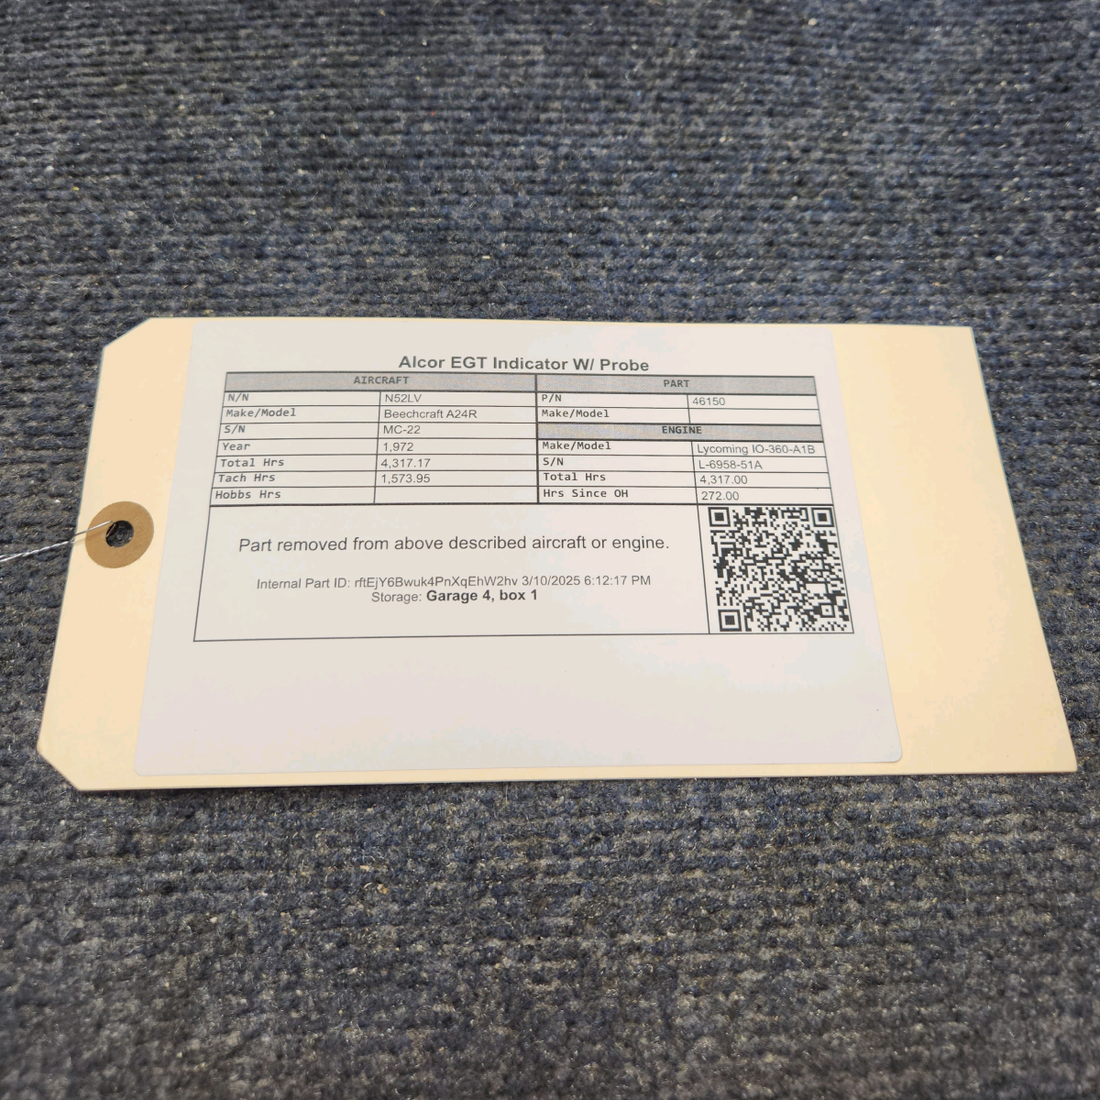 Alcor EGT Indicator W/ Probe
AIRCRAFT PART
N/N N52LV P/N 46150
Make/Model Beechcraft A24R Make/Model
S/N MC-22 ENGINE
Year 1,972 Make/Model Lycoming IO-360-A1B
Total Hrs 4,317.17 S/N L-6958-51A
Tach Hrs 1,573.95 Total Hrs 4,317.00
Hobbs Hrs Hrs Since OH 272.00
Part removed from above described aircraft or engine.
Internal Part ID: rftEjY6Bwuk4PnXqEhW2hv 3/10/2025 6:12:17 PM
Storage: Garage 4, box 1